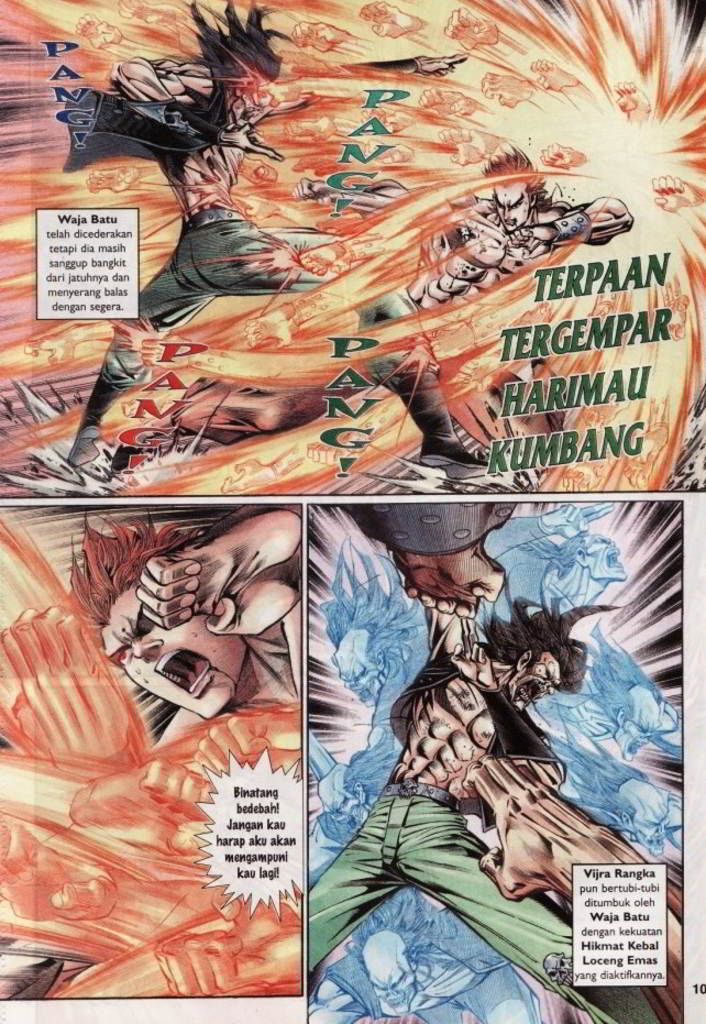 PANG!
PANG!
Waja Batu
telah dicederakan
tetapi dia masih
sanggup bangkit
dari jatuhnya dan
menyerang balas
dengan segera.
TERPAAN
TERGEMPAR
HARIMAU
KUMBANG
PANG!
PANG!
Binatang
bedebah!
Jangan kau
harap aku akan
mengampuni
kau lagi!
Vijra Rangka
pun bertubi-tubi
ditumbuk oleh
Waja Batu
dengan kekuatan
Hikmat Kebal
Loceng Emas
yang diaktifkannya.
10